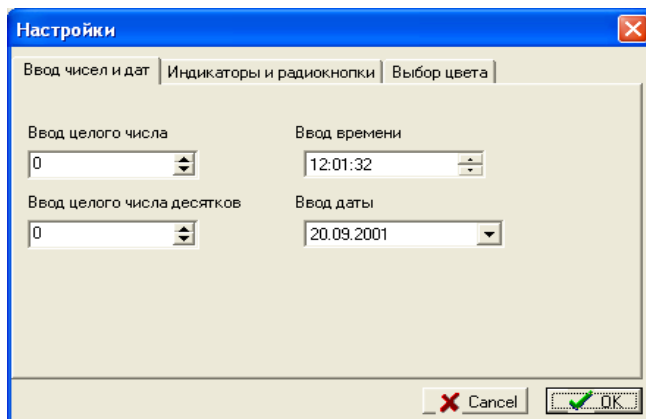 Настройки
Ввод чисел и дат Индикаторы и радиокнопки Выбор цвета
Ввод целого числа Ввод времени
0 12:01:32
Ввод целого числа десятков Ввод даты
0 20.09.2001
Cancel OK